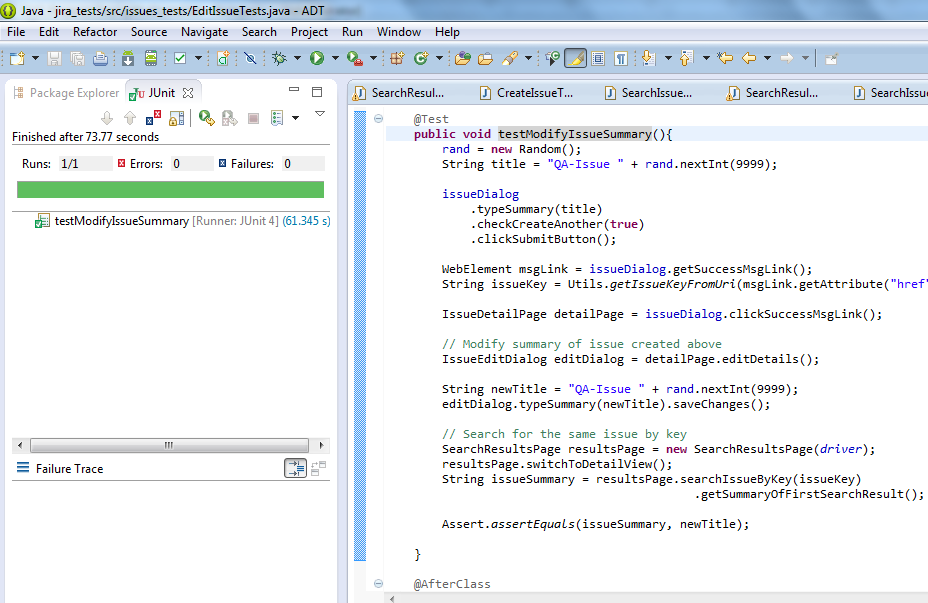 Java - jira_tests/src/issues_tests/EditIssueTests.java - ADT
File Edit Refactor Source Navigate Search Project Run Window Help
Package Explorer JUnit
Finished after 73.77 seconds
Runs: 1/1 Errors: 0 Failures: 0
testModifyIssueSummary [Runner: JUnit 4] (61.345 s)
Failure Trace
SearchResul... CreateIssueT... SearchIssue... SearchResul... SearchIssu
@Test
public void testModifyIssueSummary(){
rand = new Random();
String title = "QA-Issue " + rand.nextInt(9999);
issueDialog
.typeSummary(title)
.checkCreateAnother(true)
.clickSubmitButton();
WebElement msgLink = issueDialog.getSuccessMsgLink();
String issueKey = Utils.getIssueKeyFromUri(msgLink.getAttribute("href"
IssueDetailPage detailPage = issueDialog.clickSuccessMsgLink();
// Modify summary of issue created above
IssueEditDialog editDialog = detailPage.editDetails();
String newTitle = "QA-Issue " + rand.nextInt(9999);
editDialog.typeSummary(newTitle).saveChanges();
// Search for the same issue by key
SearchResultsPage resultsPage = new SearchResultsPage(driver);
resultsPage.switchToDetailView();
String issueSummary = resultsPage.searchIssueByKey(issueKey)
.getSummaryOfFirstSearchResult();
Assert.assertEquals(issueSummary, newTitle);
}
@AfterClass